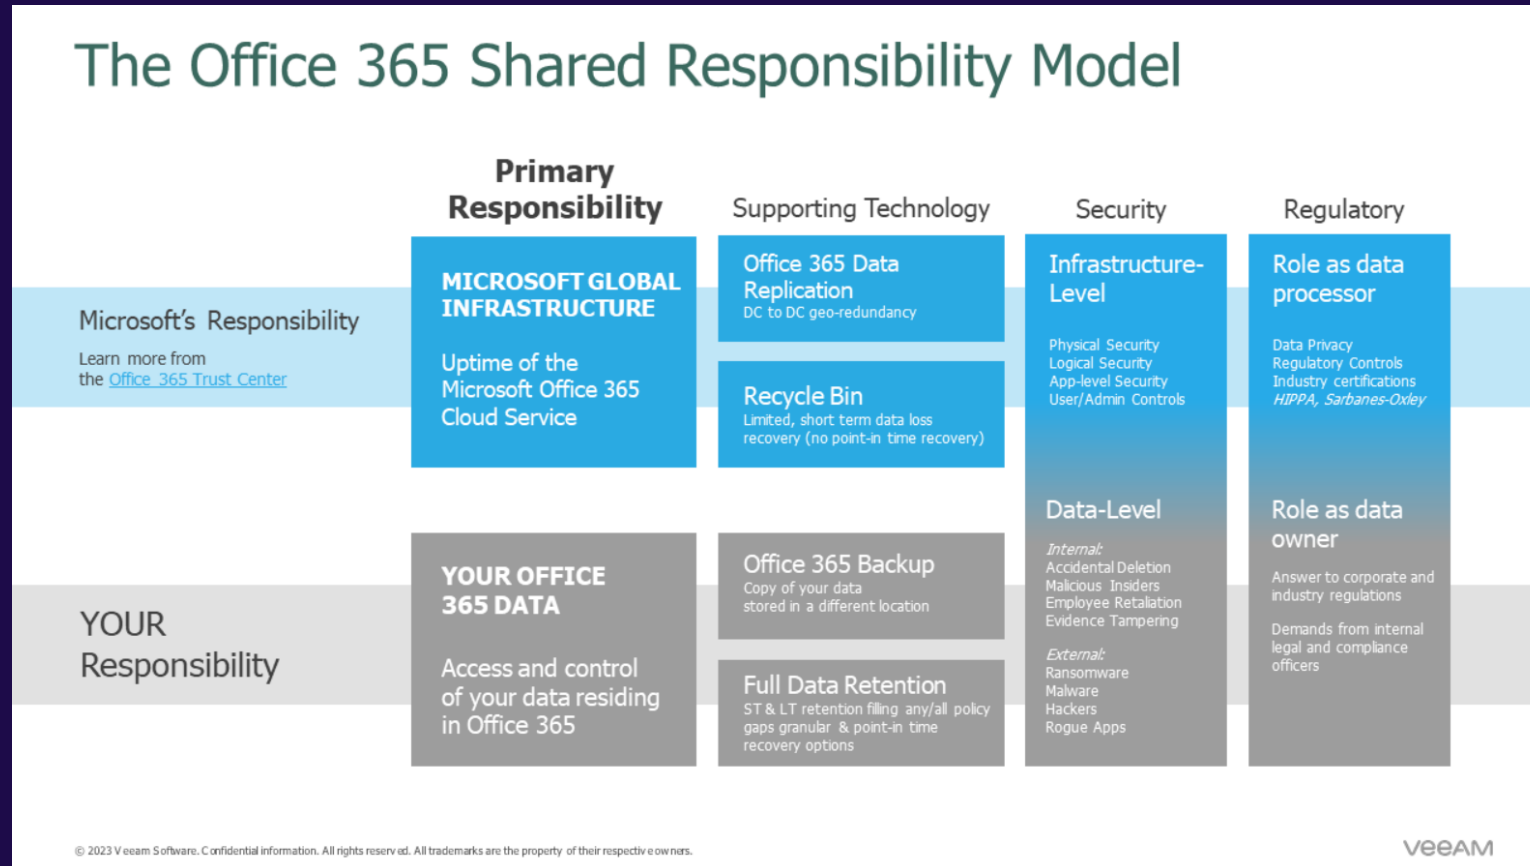 The Office 365 Shared Responsibility Model
Primary
Responsibility
Supporting Technology
Security
Regulatory
Microsoft's Responsibility
Learn more from
the Office 365 Trust Center
MICROSOFT GLOBAL
INFRASTRUCTURE
Uptime of the
Microsoft Office 365
Cloud Service
Office 365 Data
Replication
DC to DC geo-redundancy
Recycle Bin
Limited, short term data loss
recovery (no point-in time recovery)
Infrastructure-
Level
Physical Security
Logical Security
App-level Security
User/Admin Controls
Role as data
processor
Data Privacy
Regulatory Controls
Industry certifications
HIPPA, Sarbanes-Oxley
YOUR
Responsibility
YOUR OFFICE
365 DATA
Access and control
of your data residing
in Office 365
Office 365 Backup
Copy of your data
stored in a different location
Full Data Retention
ST & LT retention filling any/all policy
gaps granular & point-in time
recovery options
Data-Level
Internal:
Accidental Deletion
Malicious Insiders
Employee Retaliation
Evidence Tampering
External:
Ransomware
Malware
Hackers
Rogue Apps
Role as data
owner
Answer to corporate and
industry regulations
Demands from internal
legal and compliance
officers
© 2023 Veeam Software. Confidential information. All rights reserved. All trademarks are the property of their respective owners.
veeAM